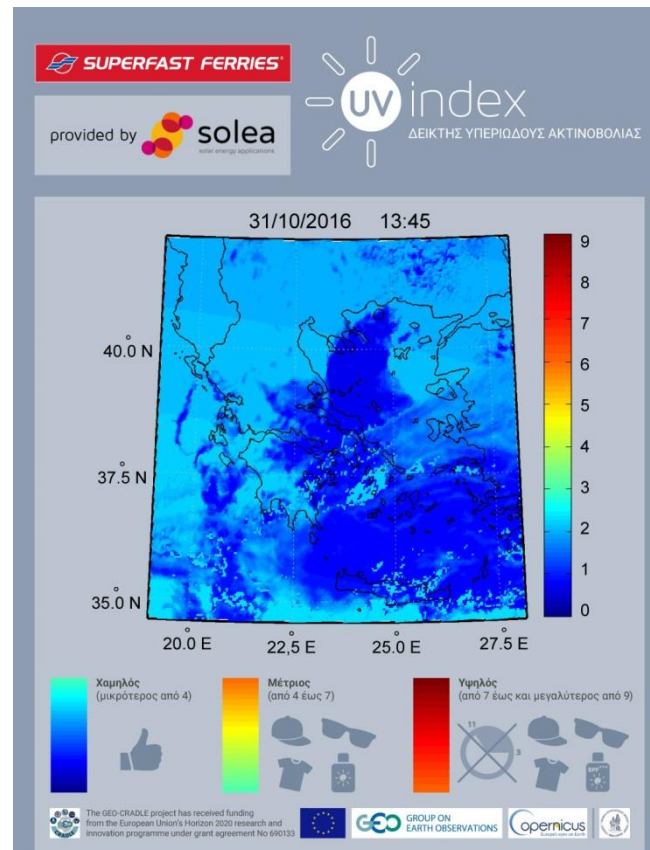 SUPERFAST FERRIES
provided by solea
solar energy applications
UV index
ΔΕΙΚΤΗΣ ΥΠΕΡΙΩΔΟΥΣ ΑΚΤΙΝΟΒΟΛΙΑΣ
31/10/2016 13:45
9
8
7
6
5
4
3
2
1
0
40.0 N
37.5 N
35.0 N
20.0 E
22,5 E
25.0 E
27.5 E
Χαμηλός
(μικρότερος από 4)
Μέτριος
(από 4 έως 7)
Υψηλός
(από 7 έως και μεγαλύτερος από 9)
11
3
The GEO-CRADLE project has received funding
from the European Union's Horizon 2020 research and
innovation programme under grant agreement No 690133
GEO GROUP ON
EARTH OBSERVATIONS
opernicus